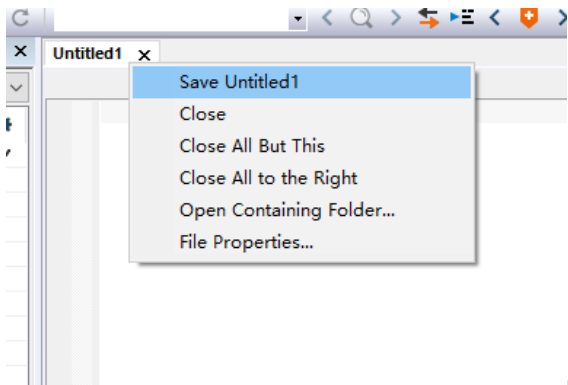 Untitled1
Save Untitled1
Close
Close All But This
Close All to the Right
Open Containing Folder...
File Properties...